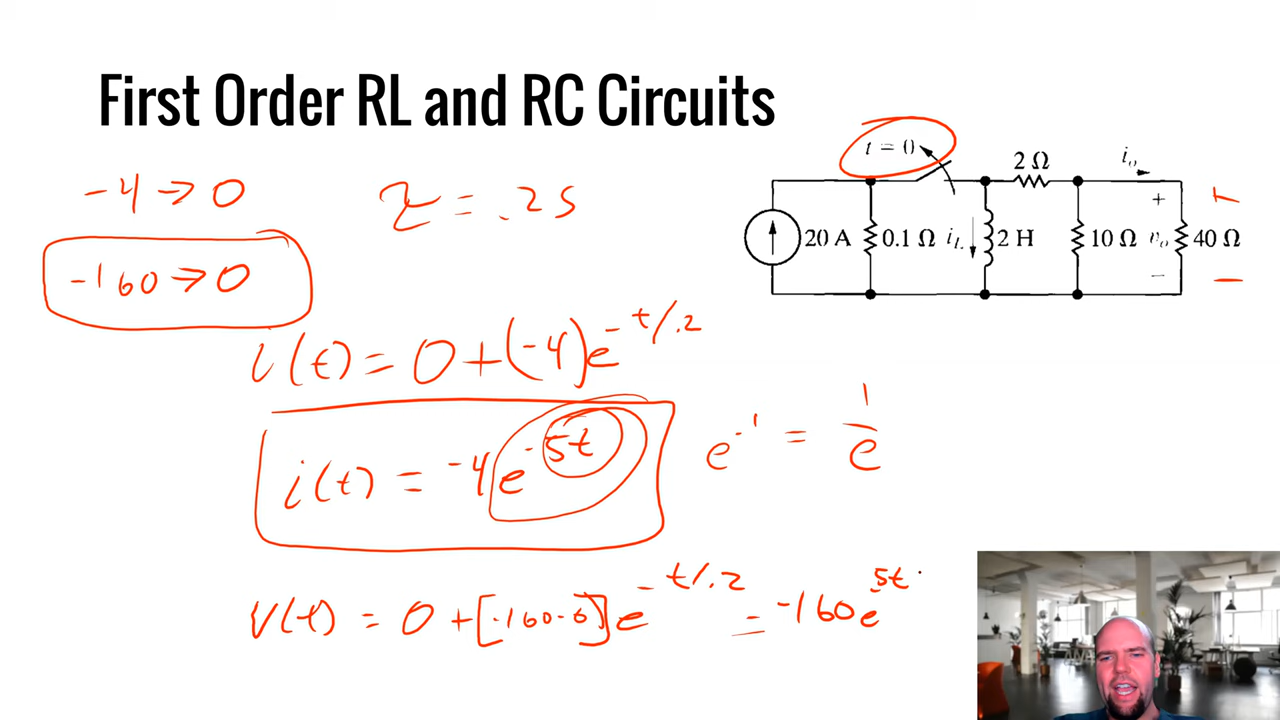 First Order RL and RC Circuits
-4 → 0
τ = .2s
-160 → 0
t = 0
2 Ω
i_o
+
+
20 A
0.1 Ω
i_L
2 H
10 Ω
v_o
40 Ω
−
−
i(t) = 0 + (-4)e^{-t/.2}
i(t) = -4e^{-5t}
e^{-1} = 1/e
v(t) = 0 + [-160-0]e^{-t/.2} = -160e^{-5t}